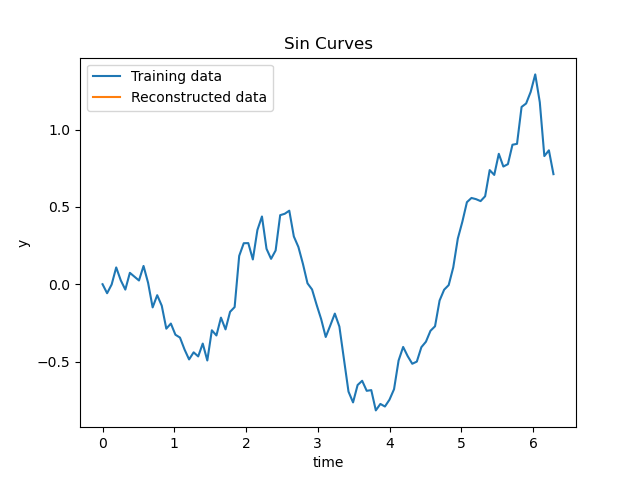 Sin Curves
Training data
Reconstructed data
y
1.0
0.5
0.0
−0.5
0 1 2 3 4 5 6
time